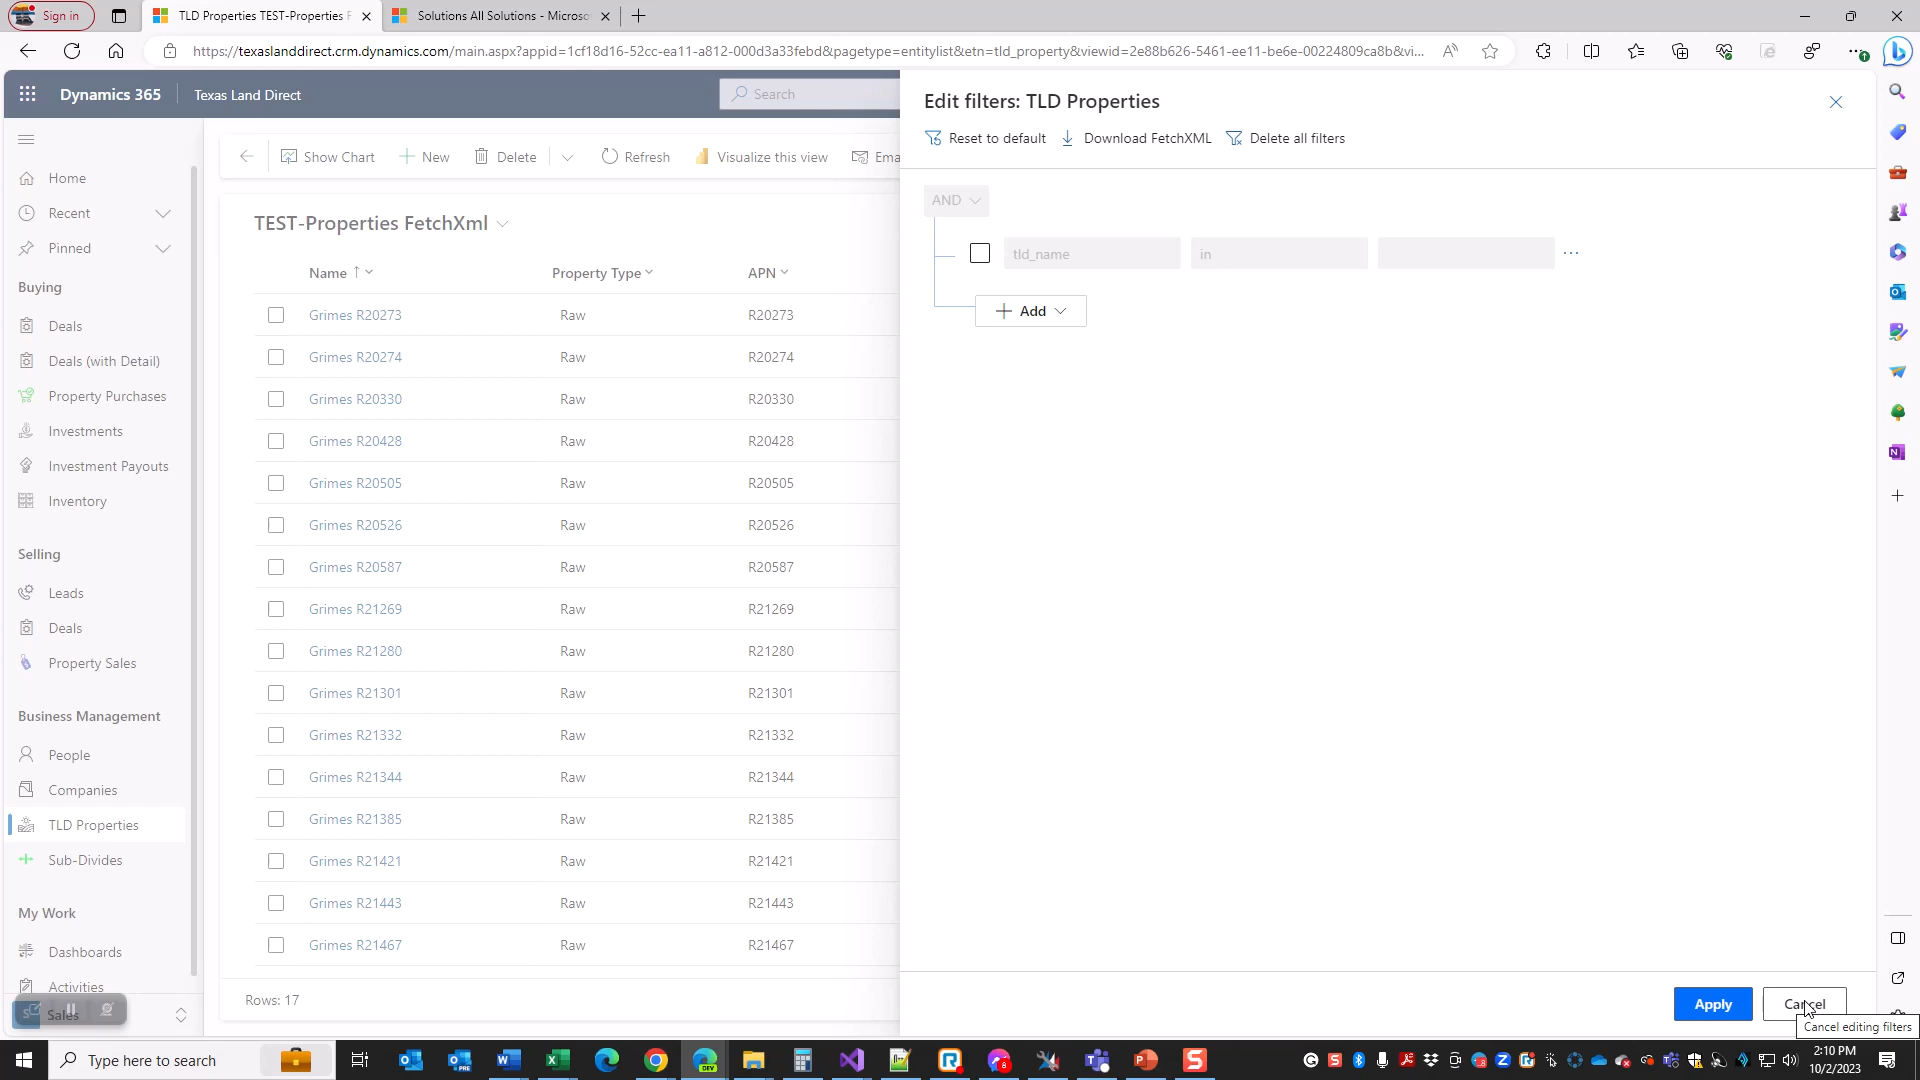 Sign in
TLD Properties TEST-Properties F
Solutions All Solutions - Microso
https://texaslanddirect.crm.dynamics.com/main.aspx?appid=1cf18d16-52cc-ea11-a812-000d3a33febd&pagetype=entitylist&etn=tld_property&viewid=2e88b626-5461-ee11-be6e-00224809ca8b&vi...
Dynamics 365
Texas Land Direct
Search
Home
Recent
Pinned
Buying
Deals
Deals (with Detail)
Property Purchases
Investments
Investment Payouts
Inventory
Selling
Leads
Deals
Property Sales
Business Management
People
Companies
TLD Properties
Sub-Divides
My Work
Dashboards
Activities
Sales
Show Chart
New
Delete
Refresh
Visualize this view
Ema
TEST-Properties FetchXml
Name Property Type APN
Grimes R20273 Raw R20273
Grimes R20274 Raw R20274
Grimes R20330 Raw R20330
Grimes R20428 Raw R20428
Grimes R20505 Raw R20505
Grimes R20526 Raw R20526
Grimes R20587 Raw R20587
Grimes R21269 Raw R21269
Grimes R21280 Raw R21280
Grimes R21301 Raw R21301
Grimes R21332 Raw R21332
Grimes R21344 Raw R21344
Grimes R21385 Raw R21385
Grimes R21421 Raw R21421
Grimes R21443 Raw R21443
Grimes R21467 Raw R21467
Rows: 17
Edit filters: TLD Properties
Reset to default
Download FetchXML
Delete all filters
AND
tld_name
in
Add
Apply
Cancel
Cancel editing filters
Type here to search
2:10 PM
10/2/2023